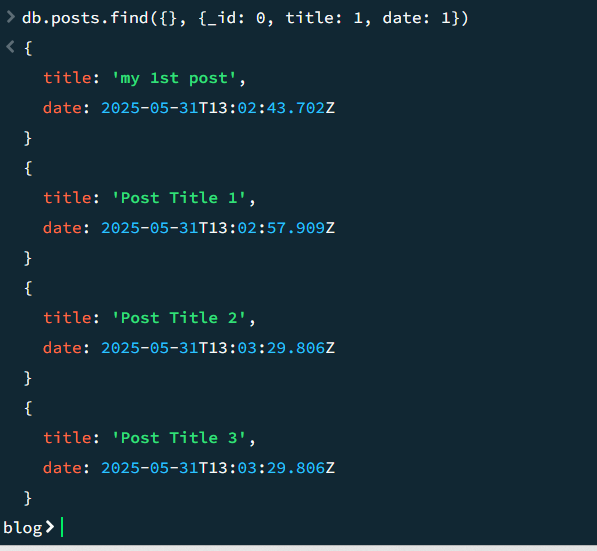 > db.posts.find({}, {_id: 0, title: 1, date: 1})
< {
title: 'my 1st post',
date: 2025-05-31T13:02:43.702Z
}
{
title: 'Post Title 1',
date: 2025-05-31T13:02:57.909Z
}
{
title: 'Post Title 2',
date: 2025-05-31T13:03:29.806Z
}
{
title: 'Post Title 3',
date: 2025-05-31T13:03:29.806Z
}
blog>